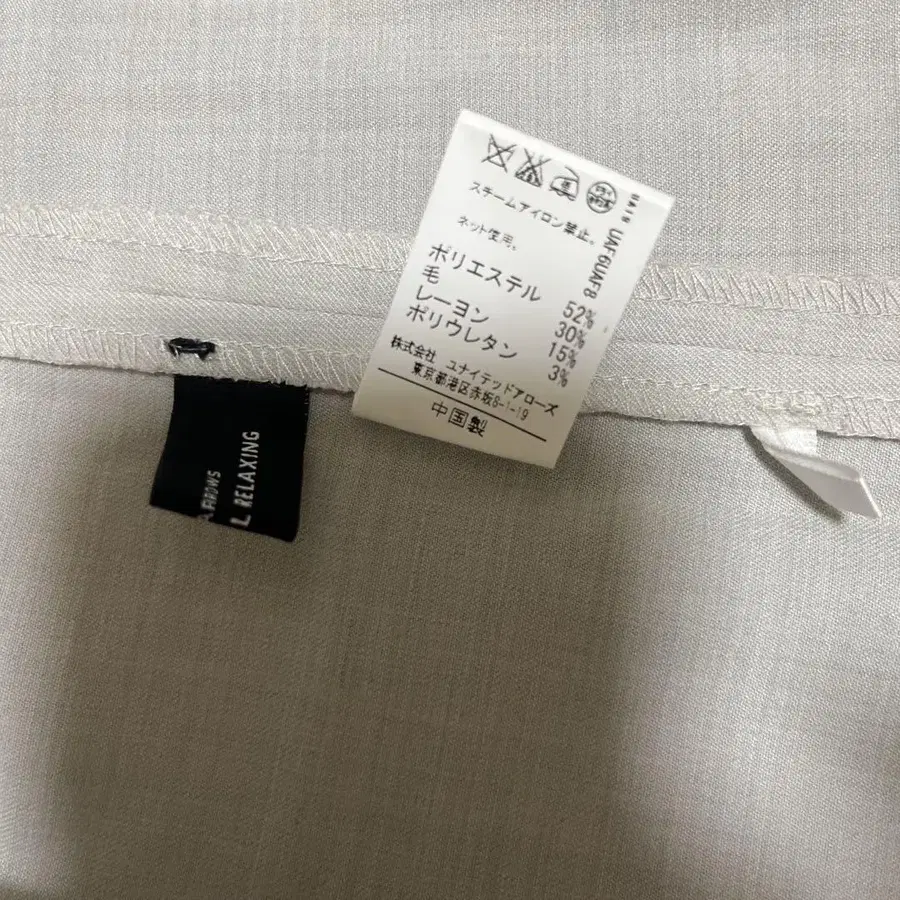 スチームアイロン禁止。
ネット使用。
ポリエステル 52%
毛 30%
レーヨン 15%
ポリウレタン 3%
株式会社 ユナイテッドアローズ
東京都港区赤坂8-1-19
中国製
UAF6UAF8
ARROWS
L RELAXING